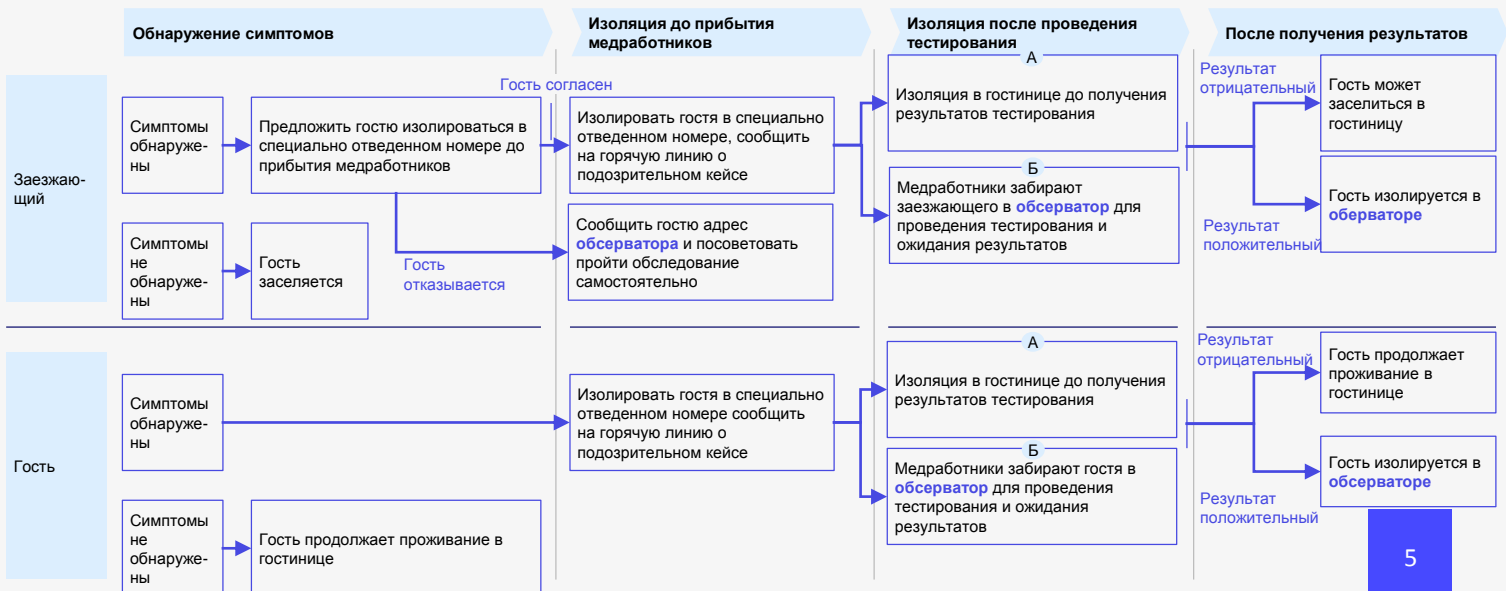 Обнаружение симптомов
Изоляция до прибытия
медработников
Изоляция после проведения
тестирования
После получения результатов
Заезжаю-
щий
Симптомы
обнаруже-
ны
Предложить гостю изолироваться в
специально отведенном номере до
прибытия медработников
Гость согласен
Гость
отказывается
Изолировать гостя в специально
отведенном номере, сообщить
на горячую линию о
подозрительном кейсе
Сообщить гостю адрес
обсерватора и посоветовать
пройти обследование
самостоятельно
А
Изоляция в гостинице до получения
результатов тестирования
Б
Медработники забирают
заезжающего в обсерватор для
проведения тестирования и
ожидания результатов
Результат
отрицательный
Гость может
заселиться в
гостиницу
Результат
положительный
Гость изолируется в
оберваторе
Симптомы
не
обнаруже-
ны
Гость
заселяется
Гость
Симптомы
обнаруже-
ны
Изолировать гостя в специально
отведенном номере сообщить
на горячую линию о
подозрительном кейсе
А
Изоляция в гостинице до получения
результатов тестирования
Б
Медработники забирают гостя в
обсерватор для проведения
тестирования и ожидания
результатов
Результат
отрицательный
Гость продолжает
проживание в
гостинице
Результат
положительный
Гость изолируется в
обсерваторе
Симптомы
не
обнаруже-
ны
Гость продолжает проживание в
гостинице
5